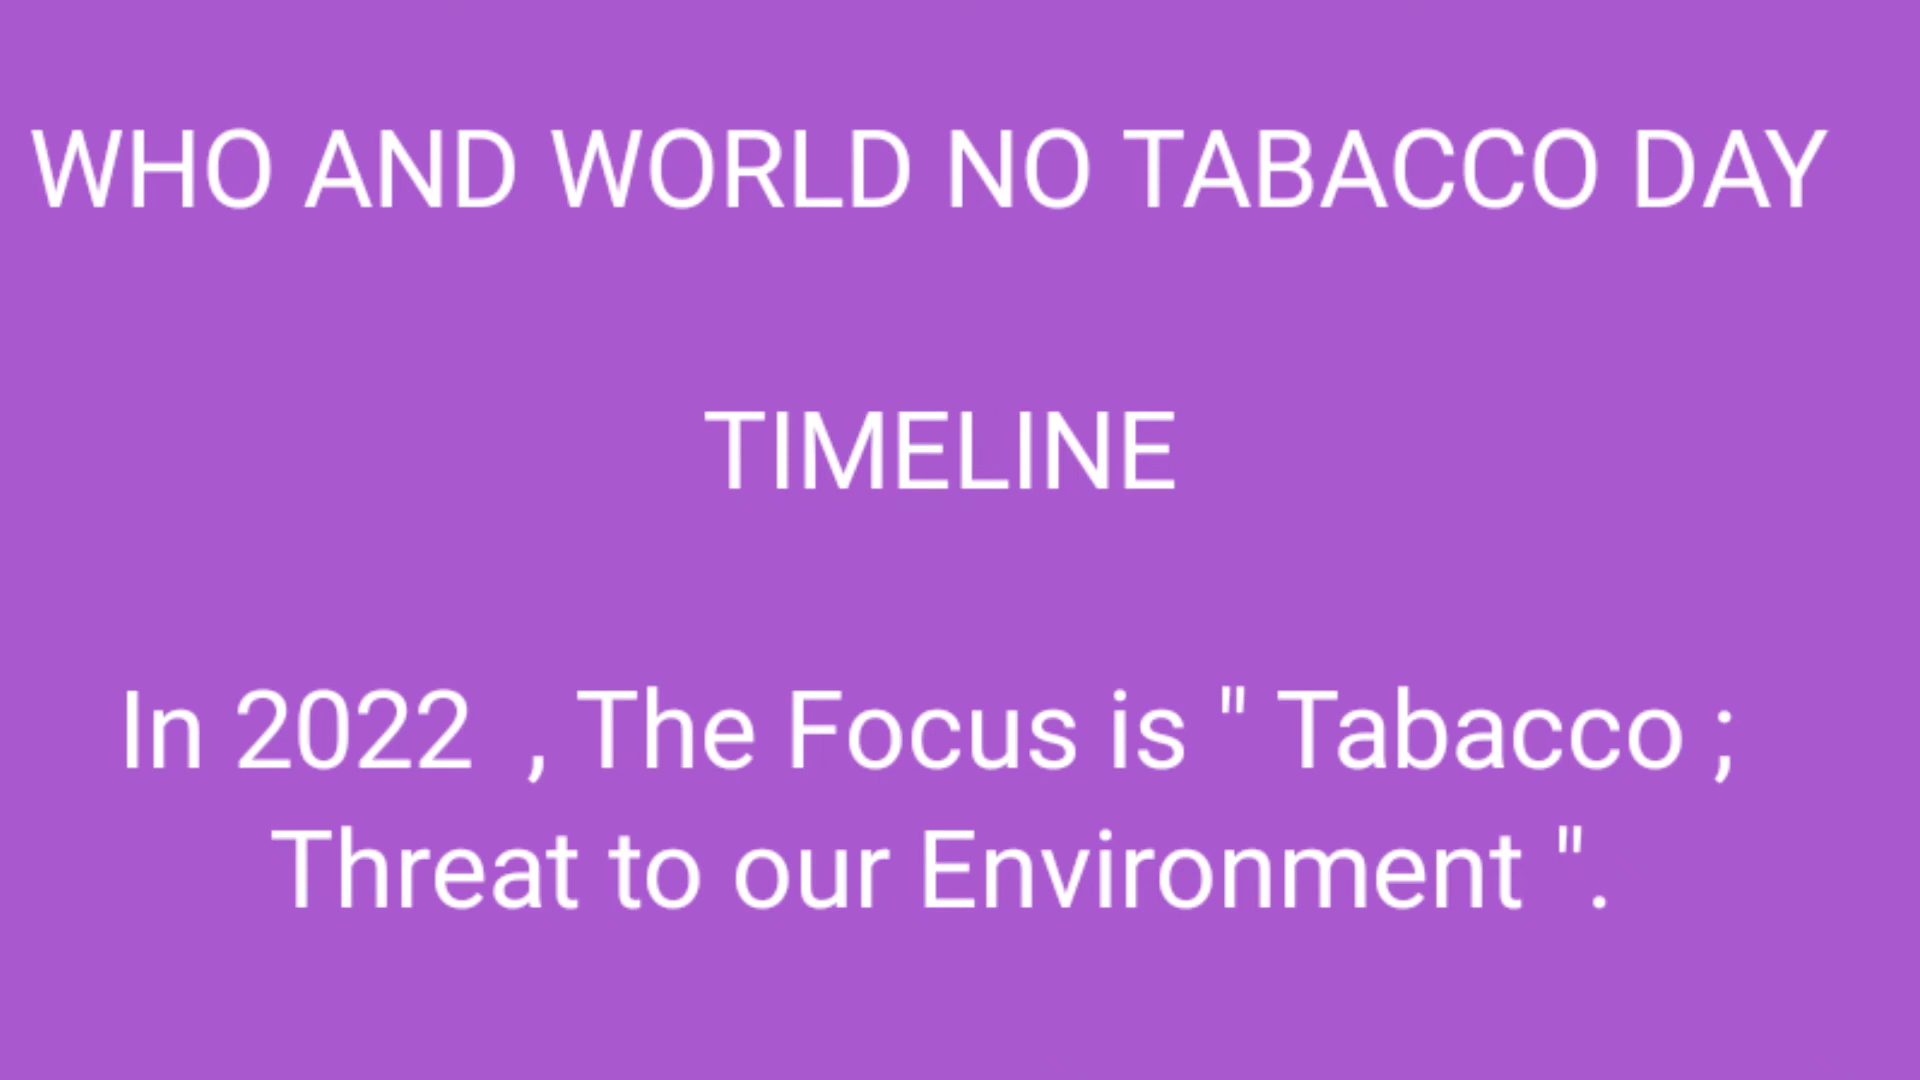 WHO AND WORLD NO TABACCO DAY
TIMELINE
In 2022 , The Focus is " Tabacco ;
Threat to our Environment ".